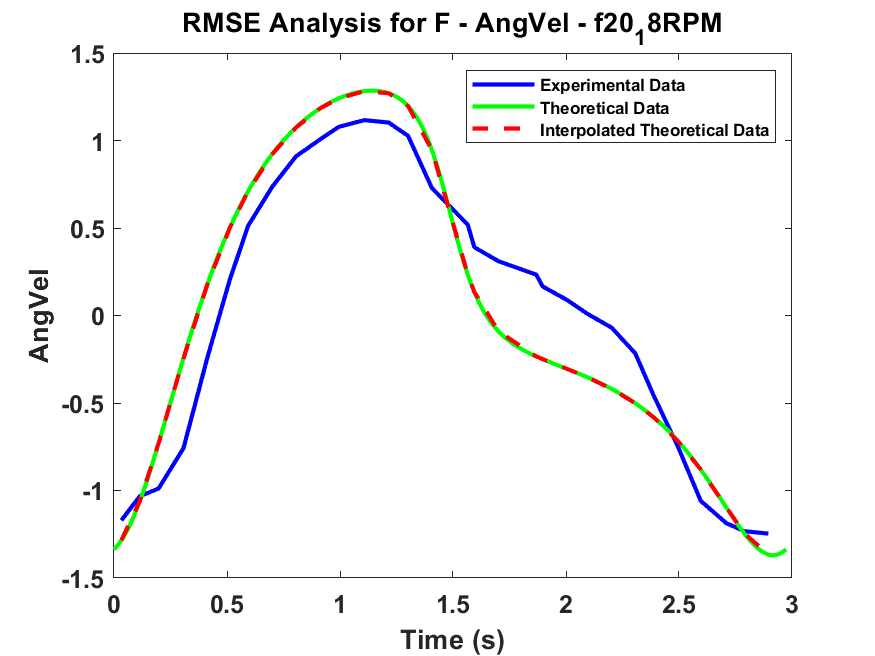 RMSE Analysis for F - AngVel - f20₁8RPM
Experimental Data
Theoretical Data
Interpolated Theoretical Data
AngVel
1.5
1
0.5
0
-0.5
-1
-1.5
0 0.5 1 1.5 2 2.5 3
Time (s)